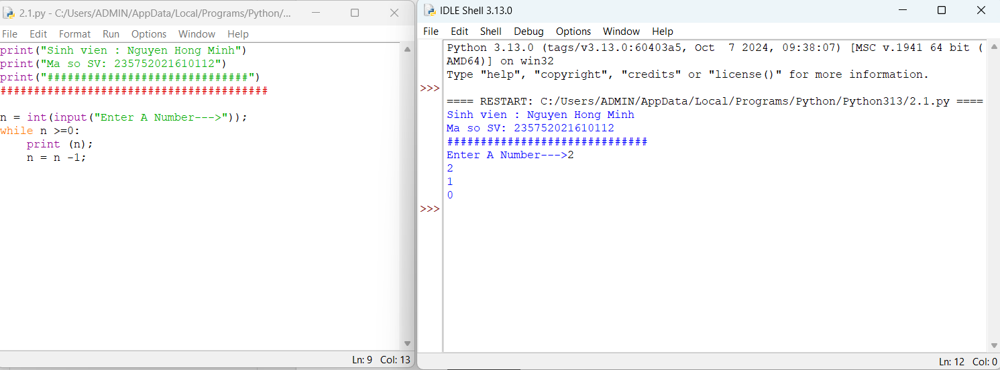 2.1.py - C:/Users/ADMIN/AppData/Local/Programs/Python/...
File Edit Format Run Options Window Help
print("Sinh vien : Nguyen Hong Minh")
print("Ma so SV: 235752021610112")
print("##############################")
########################################
n = int(input("Enter A Number--->"));
while n >=0:
    print (n);
    n = n -1;
Ln: 9 Col: 13
IDLE Shell 3.13.0
File Edit Shell Debug Options Window Help
Python 3.13.0 (tags/v3.13.0:60403a5, Oct  7 2024, 09:38:07) [MSC v.1941 64 bit (
AMD64)] on win32
Type "help", "copyright", "credits" or "license()" for more information.
>>>
==== RESTART: C:/Users/ADMIN/AppData/Local/Programs/Python/Python313/2.1.py ====
Sinh vien : Nguyen Hong Minh
Ma so SV: 235752021610112
##############################
Enter A Number--->2
2
1
0
>>>
Ln: 12 Col: 0